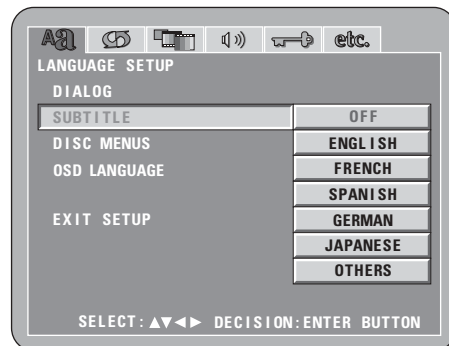 Aa etc.
LANGUAGE SETUP
DIALOG
SUBTITLE OFF
DISC MENUS ENGLISH
OSD LANGUAGE FRENCH
SPANISH
EXIT SETUP GERMAN
JAPANESE
OTHERS
SELECT:▲▼◀▶ DECISION:ENTER BUTTON